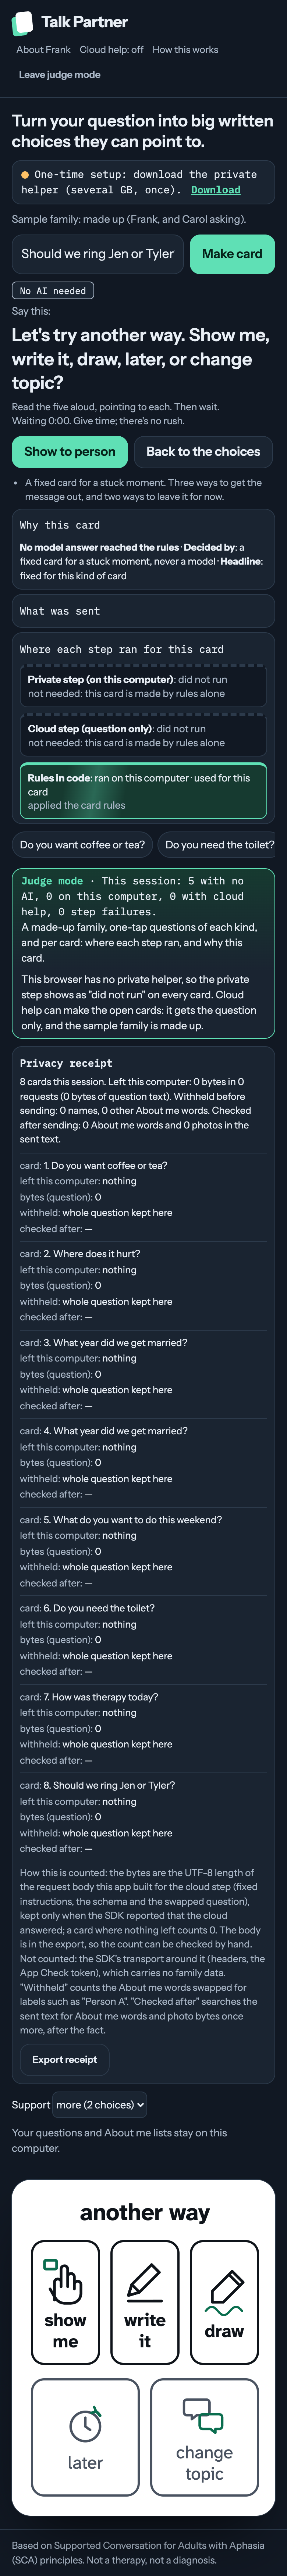 Talk Partner
About Frank Cloud help: off How this works
Leave judge mode
Turn your question into big written
choices they can point to.
One-time setup: download the private
helper (several GB, once). Download
Sample family: made up (Frank, and Carol asking).
Should we ring Jen or Tyler
Make card
No AI needed
Say this:
Let's try another way. Show me,
write it, draw, later, or change
topic?
Read the five aloud, pointing to each. Then wait.
Waiting 0:00. Give time; there's no rush.
Show to person
Back to the choices
• A fixed card for a stuck moment. Three ways to get the
message out, and two ways to leave it for now.
Why this card
No model answer reached the rules · Decided by: a
fixed card for a stuck moment, never a model · Headline:
fixed for this kind of card
What was sent
Where each step ran for this card
Private step (on this computer): did not run
not needed: this card is made by rules alone
Cloud step (question only): did not run
not needed: this card is made by rules alone
Rules in code: ran on this computer · used for this
card
applied the card rules
Do you want coffee or tea?
Do you need the toilet?
Judge mode · This session: 5 with no
AI, 0 on this computer, 0 with cloud
help, 0 step failures.
A made-up family, one-tap questions of each kind,
and per card: where each step ran, and why this
card.
This browser has no private helper, so the private
step shows as "did not run" on every card. Cloud
help can make the open cards: it gets the question
only, and the sample family is made up.
Privacy receipt
8 cards this session. Left this computer: 0 bytes in 0
requests (0 bytes of question text). Withheld before
sending: 0 names, 0 other About me words. Checked
after sending: 0 About me words and 0 photos in the
sent text.
card: 1. Do you want coffee or tea?
left this computer: nothing
bytes (question): 0
withheld: whole question kept here
checked after: —
card: 2. Where does it hurt?
left this computer: nothing
bytes (question): 0
withheld: whole question kept here
checked after: —
card: 3. What year did we get married?
left this computer: nothing
bytes (question): 0
withheld: whole question kept here
checked after: —
card: 4. What year did we get married?
left this computer: nothing
bytes (question): 0
withheld: whole question kept here
checked after: —
card: 5. What do you want to do this weekend?
left this computer: nothing
bytes (question): 0
withheld: whole question kept here
checked after: —
card: 6. Do you need the toilet?
left this computer: nothing
bytes (question): 0
withheld: whole question kept here
checked after: —
card: 7. How was therapy today?
left this computer: nothing
bytes (question): 0
withheld: whole question kept here
checked after: —
card: 8. Should we ring Jen or Tyler?
left this computer: nothing
bytes (question): 0
withheld: whole question kept here
checked after: —
How this is counted: the bytes are the UTF-8 length of
the request body this app built for the cloud step (fixed
instructions, the schema and the swapped question),
kept only when the SDK reported that the cloud
answered; a card where nothing left counts 0. The body
is in the export, so the count can be checked by hand.
Not counted: the SDK's transport around it (headers, the
App Check token), which carries no family data.
"Withheld" counts the About me words swapped for
labels such as "Person A". "Checked after" searches the
sent text for About me words and photo bytes once
more, after the fact.
Export receipt
Support more (2 choices)
Your questions and About me lists stay on this
computer.
another way
show
me
write
it
draw
later
change
topic
Based on Supported Conversation for Adults with Aphasia
(SCA) principles. Not a therapy, not a diagnosis.